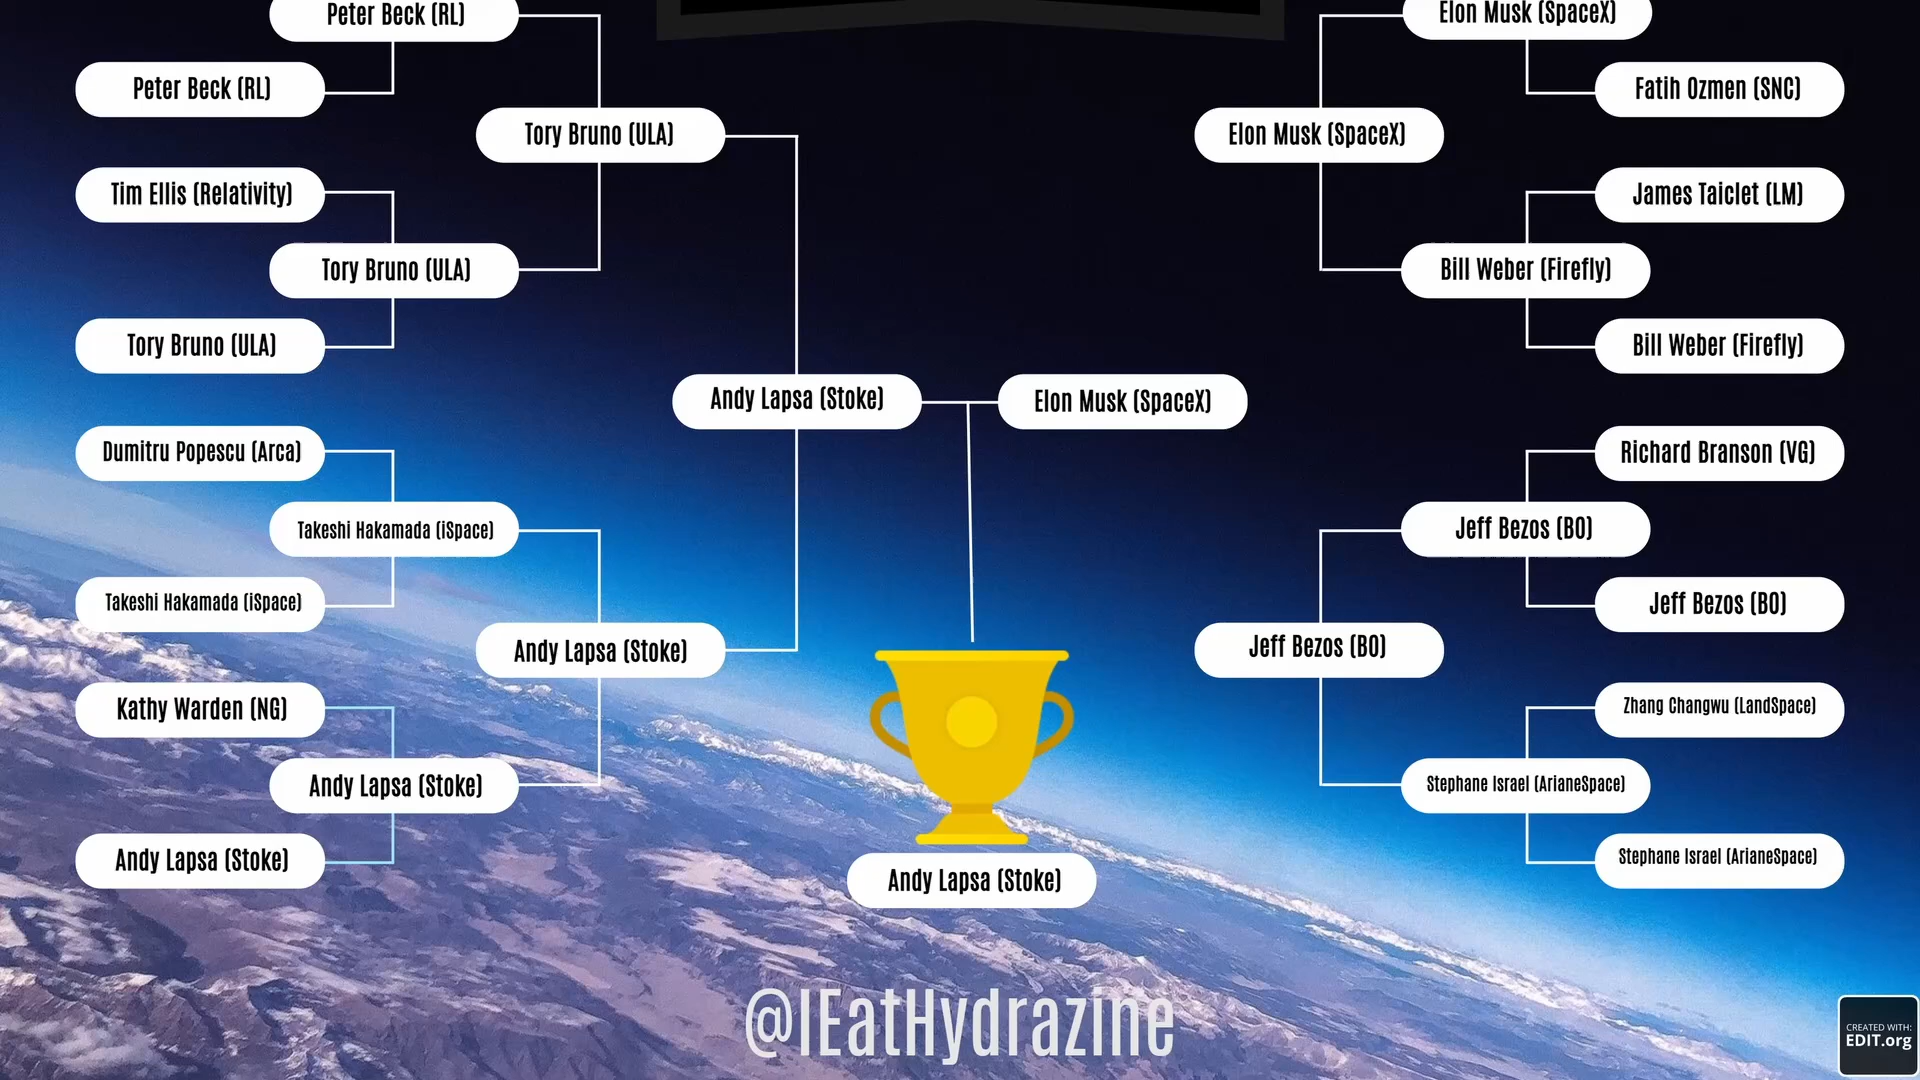 Peter Beck (RL)
Peter Beck (RL)
Tory Bruno (ULA)
Tim Ellis (Relativity)
Tory Bruno (ULA)
Tory Bruno (ULA)
Andy Lapsa (Stoke)
Dumitru Popescu (Arca)
Takeshi Hakamada (iSpace)
Takeshi Hakamada (iSpace)
Andy Lapsa (Stoke)
Kathy Warden (NG)
Andy Lapsa (Stoke)
Andy Lapsa (Stoke)
Elon Musk (SpaceX)
Fatih Ozmen (SNC)
Elon Musk (SpaceX)
James Taiclet (LM)
Bill Weber (Firefly)
Bill Weber (Firefly)
Elon Musk (SpaceX)
Richard Branson (VG)
Jeff Bezos (BO)
Jeff Bezos (BO)
Jeff Bezos (BO)
Zhang Changwu (LandSpace)
Stephane Israel (ArianeSpace)
Stephane Israel (ArianeSpace)
Andy Lapsa (Stoke)
@IEatHydrazine
CREATED WITH:
EDIT.org